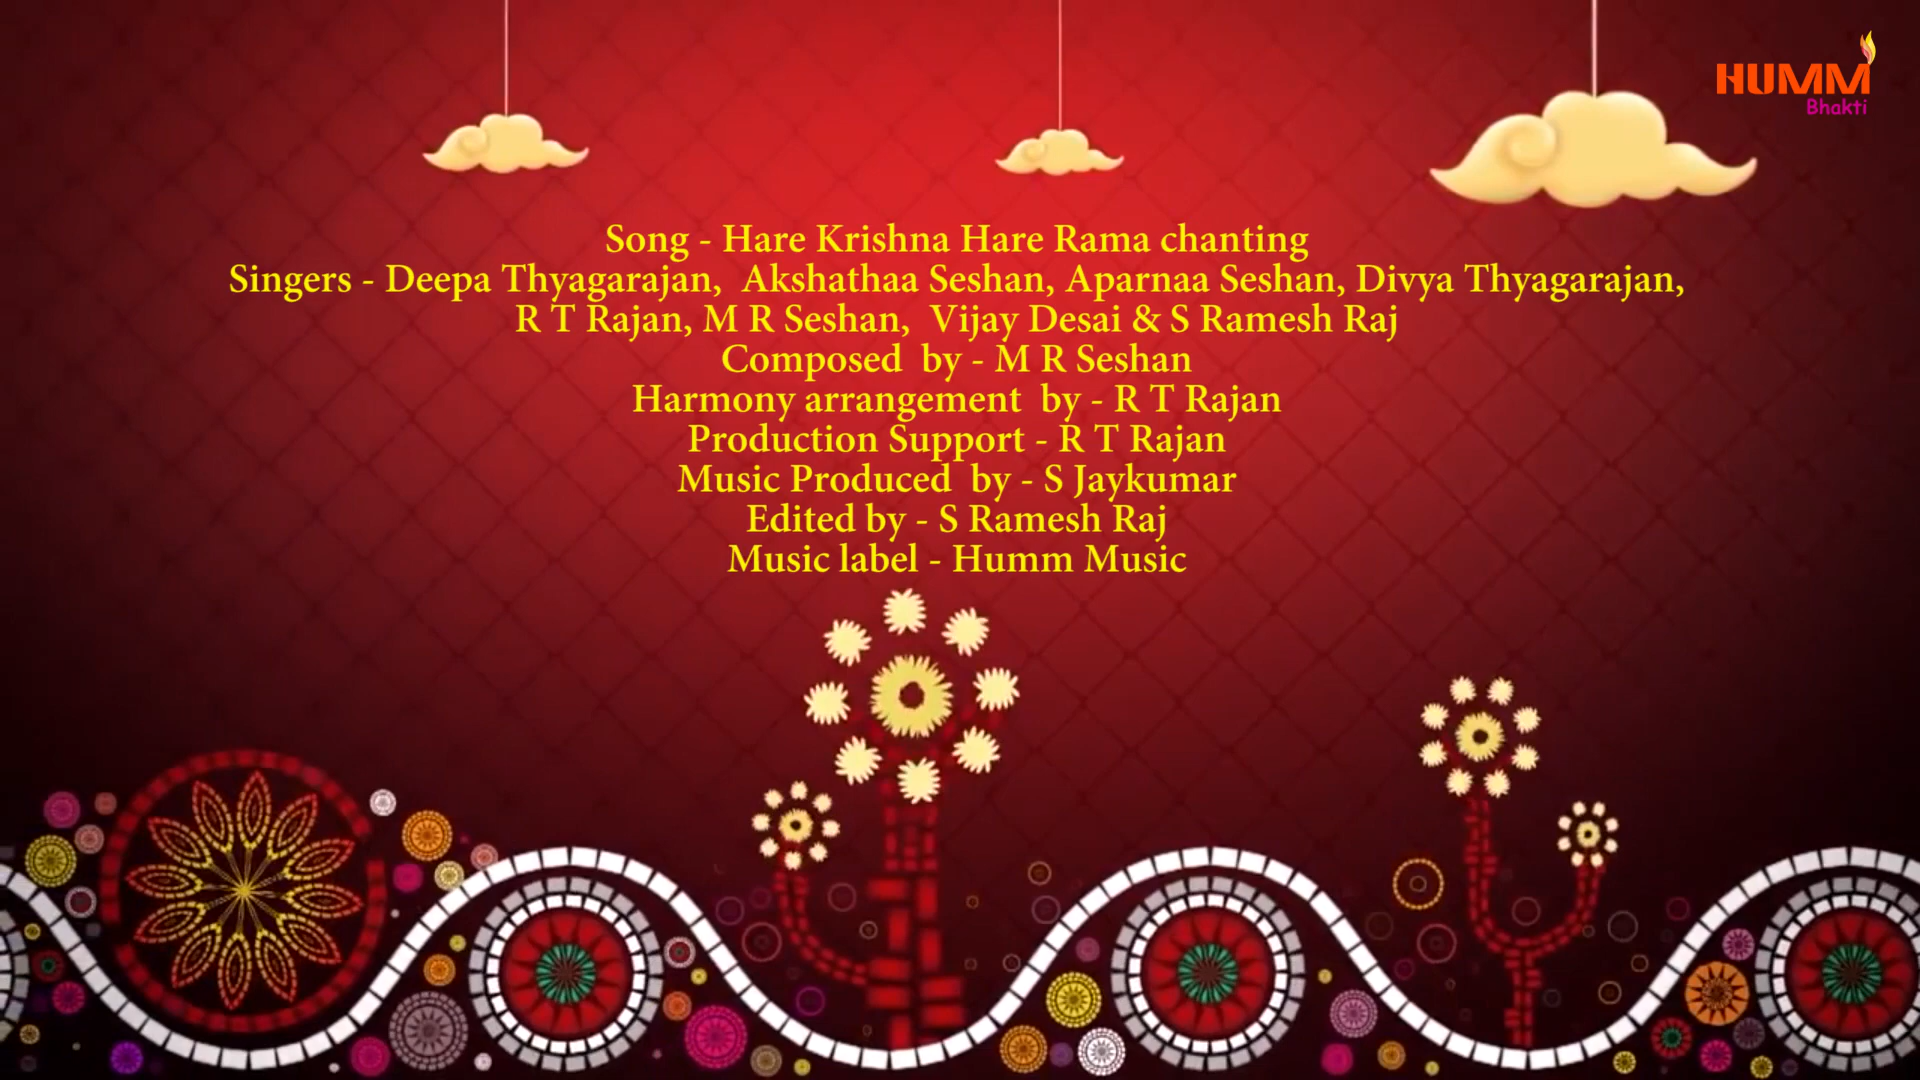 HUMM
Bhakti
Song - Hare Krishna Hare Rama chanting
Singers - Deepa Thyagarajan,  Akshathaa Seshan, Aparnaa Seshan, Divya Thyagarajan,
R T Rajan, M R Seshan,  Vijay Desai & S Ramesh Raj
Composed  by - M R Seshan
Harmony arrangement  by - R T Rajan
Production Support - R T Rajan
Music Produced  by - S Jaykumar
Edited by - S Ramesh Raj
Music label - Humm Music